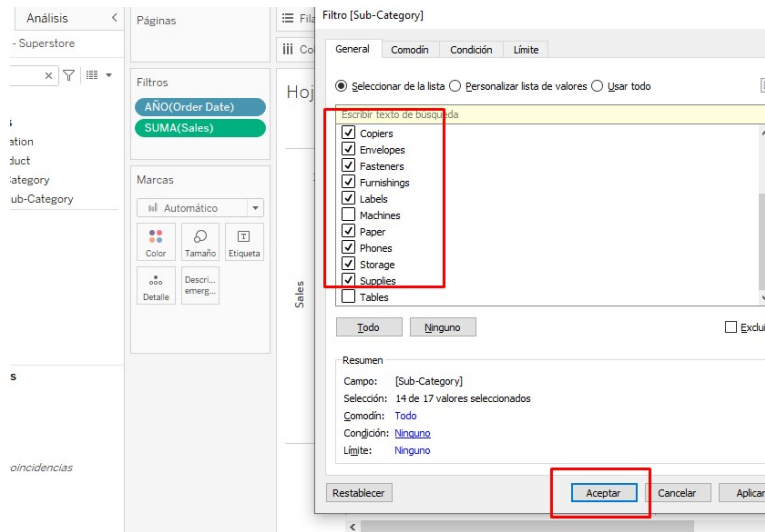 Análisis
- Superstore
ation
duct
ategory
ub-Category
s
oincidencias
Páginas
Filtros
AÑO(Order Date)
SUMA(Sales)
Marcas
Automático
Color
Tamaño
Etiqueta
Detalle
Descri...
emerg...
Fila
Col
Hoj
Sales
Filtro [Sub-Category]
General
Comodín
Condición
Límite
Seleccionar de la lista
Personalizar lista de valores
Usar todo
Escribir texto de búsqueda
Copiers
Envelopes
Fasteners
Furnishings
Labels
Machines
Paper
Phones
Storage
Supplies
Tables
Todo
Ninguno
Exclui
Resumen
Campo: [Sub-Category]
Selección: 14 de 17 valores seleccionados
Comodín: Todo
Condición: Ninguno
Límite: Ninguno
Restablecer
Aceptar
Cancelar
Aplicar